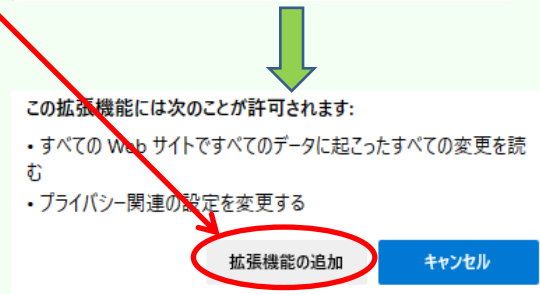 この拡張機能には次のことが許可されます:
• すべての Web サイトですべてのデータに起こったすべての変更を読
む
• プライバシー関連の設定を変更する
拡張機能の追加
キャンセル